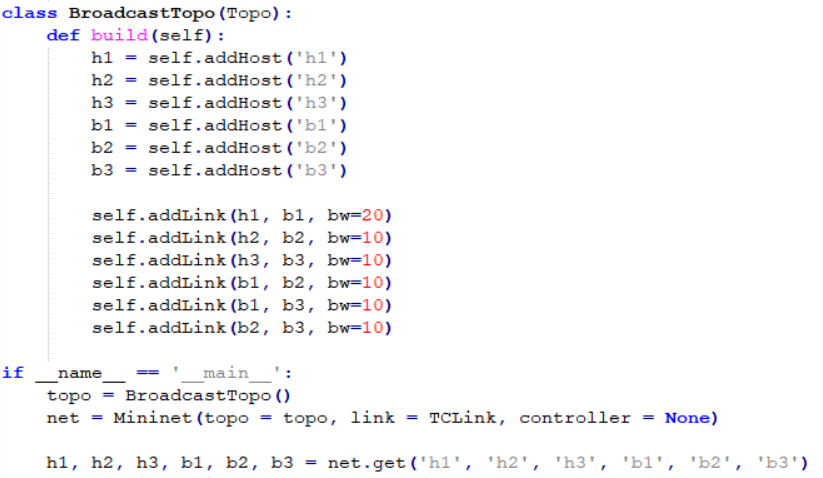 class BroadcastTopo(Topo):
    def build(self):
        h1 = self.addHost('h1')
        h2 = self.addHost('h2')
        h3 = self.addHost('h3')
        b1 = self.addHost('b1')
        b2 = self.addHost('b2')
        b3 = self.addHost('b3')

        self.addLink(h1, b1, bw=20)
        self.addLink(h2, b2, bw=10)
        self.addLink(h3, b3, bw=10)
        self.addLink(b1, b2, bw=10)
        self.addLink(b1, b3, bw=10)
        self.addLink(b2, b3, bw=10)

if __name__ == '__main__':
    topo = BroadcastTopo()
    net = Mininet(topo = topo, link = TCLink, controller = None)

    h1, h2, h3, b1, b2, b3 = net.get('h1', 'h2', 'h3', 'b1', 'b2', 'b3')